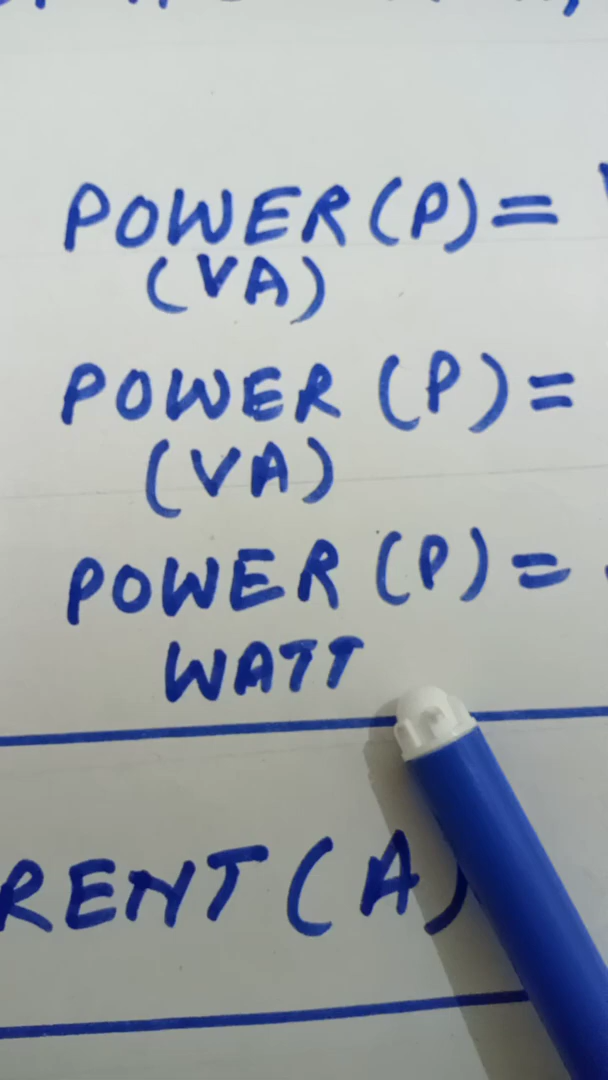 POWER (P) =
(VA)
POWER (P) =
(VA)
POWER (P) =
WATT
RENT (A)